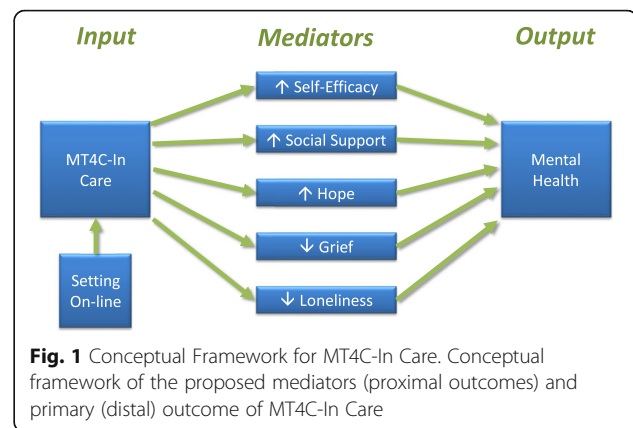 Input Mediators Output
↑ Self-Efficacy
↑ Social Support
MT4C-In
Care
↑ Hope
Mental
Health
↓ Grief
Setting
On-line
↓ Loneliness
Fig. 1 Conceptual Framework for MT4C-In Care. Conceptual
framework of the proposed mediators (proximal outcomes) and
primary (distal) outcome of MT4C-In Care